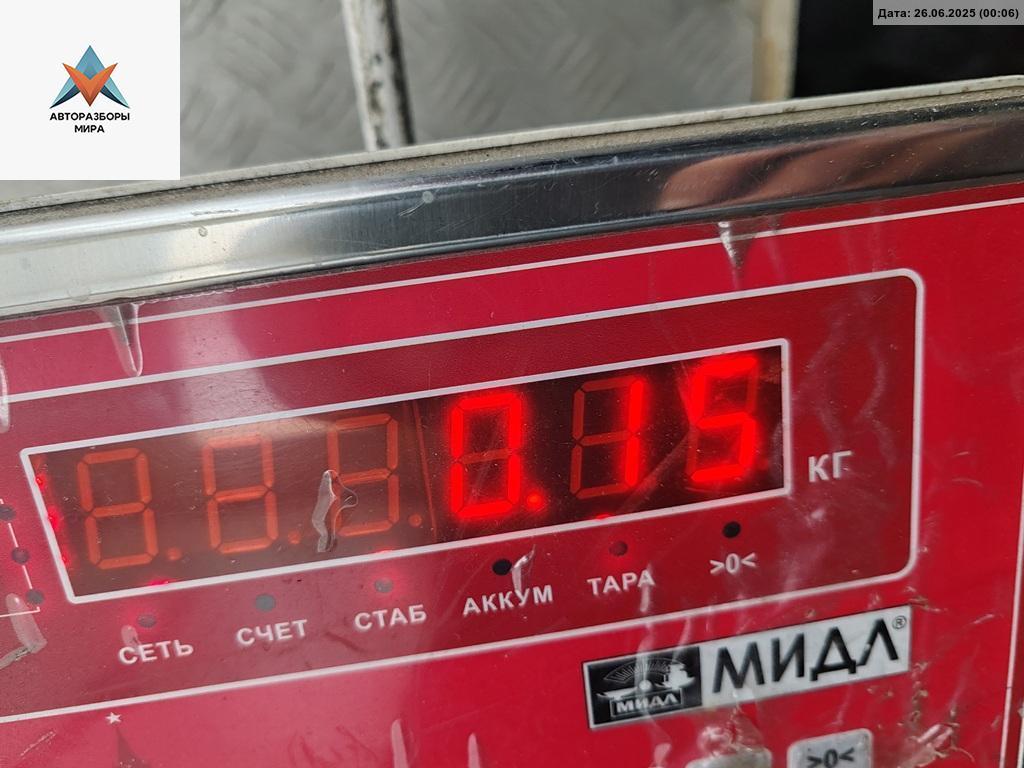 Дата: 26.06.2025 (00:06)
АВТОРАЗБОРЫ
МИРА
0.15
КГ
СЕТЬ СЧЕТ СТАБ АККУМ ТАРА >0<
МИДЛ МИДЛ®
>0<